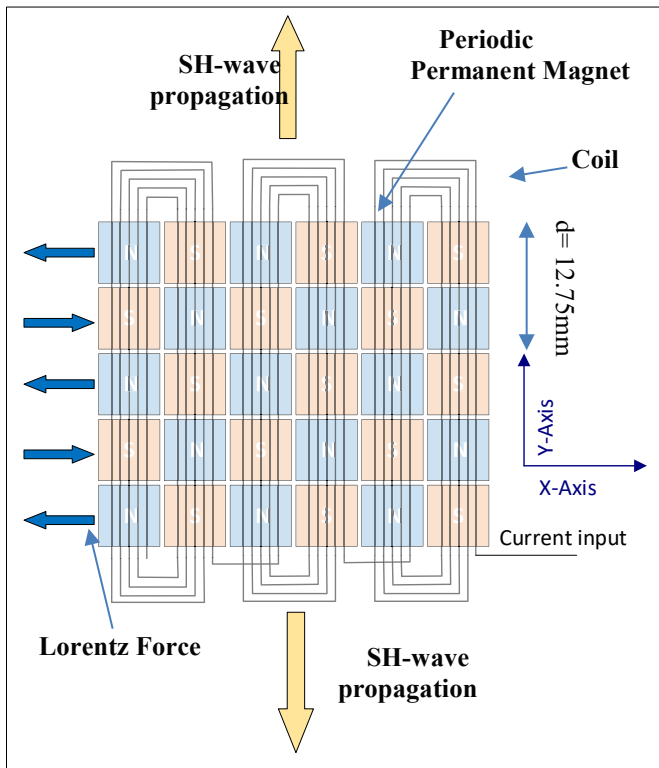 SH-wave
propagation
Periodic
Permanent Magnet
Coil
N S N S N S
d= 12.75mm
S N S N S N
N S N S N S
Y-Axis
X-Axis
S N S N S N
N S N S N S
Current input
Lorentz Force
SH-wave
propagation